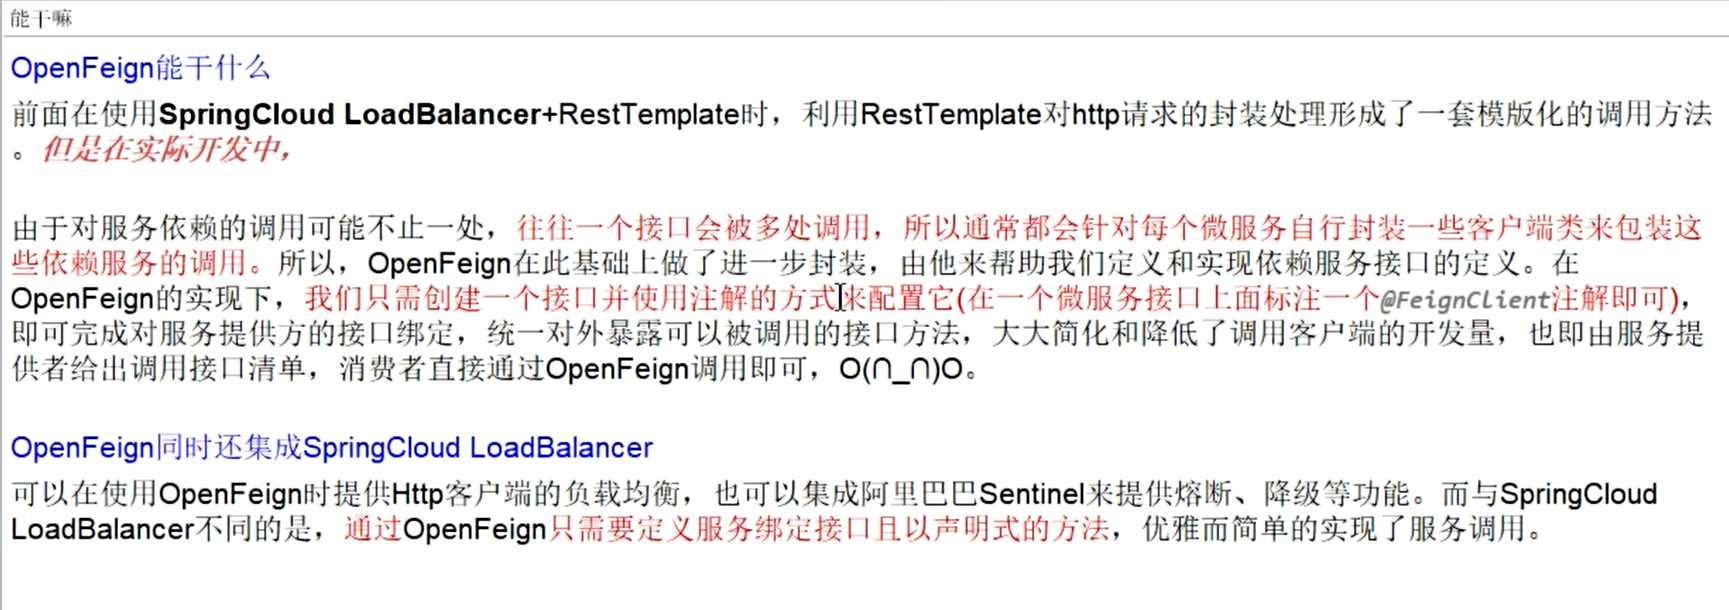 能干嘛
OpenFeign能干什么
前面在使用SpringCloud LoadBalancer+RestTemplate时，利用RestTemplate对http请求的封装处理形成了一套模版化的调用方法
。但是在实际开发中，
由于对服务依赖的调用可能不止一处，往往一个接口会被多处调用，所以通常都会针对每个微服务自行封装一些客户端类来包装这
些依赖服务的调用。所以，OpenFeign在此基础上做了进一步封装，由他来帮助我们定义和实现依赖服务接口的定义。在
OpenFeign的实现下，我们只需创建一个接口并使用注解的方式来配置它(在一个微服务接口上面标注一个@FeignClient注解即可)，
即可完成对服务提供方的接口绑定，统一对外暴露可以被调用的接口方法，大大简化和降低了调用客户端的开发量，也即由服务提
供者给出调用接口清单，消费者直接通过OpenFeign调用即可，O(∩_∩)O。
OpenFeign同时还集成SpringCloud LoadBalancer
可以在使用OpenFeign时提供Http客户端的负载均衡，也可以集成阿里巴巴Sentinel来提供熔断、降级等功能。而与SpringCloud
LoadBalancer不同的是，通过OpenFeign只需要定义服务绑定接口且以声明式的方法，优雅而简单的实现了服务调用。